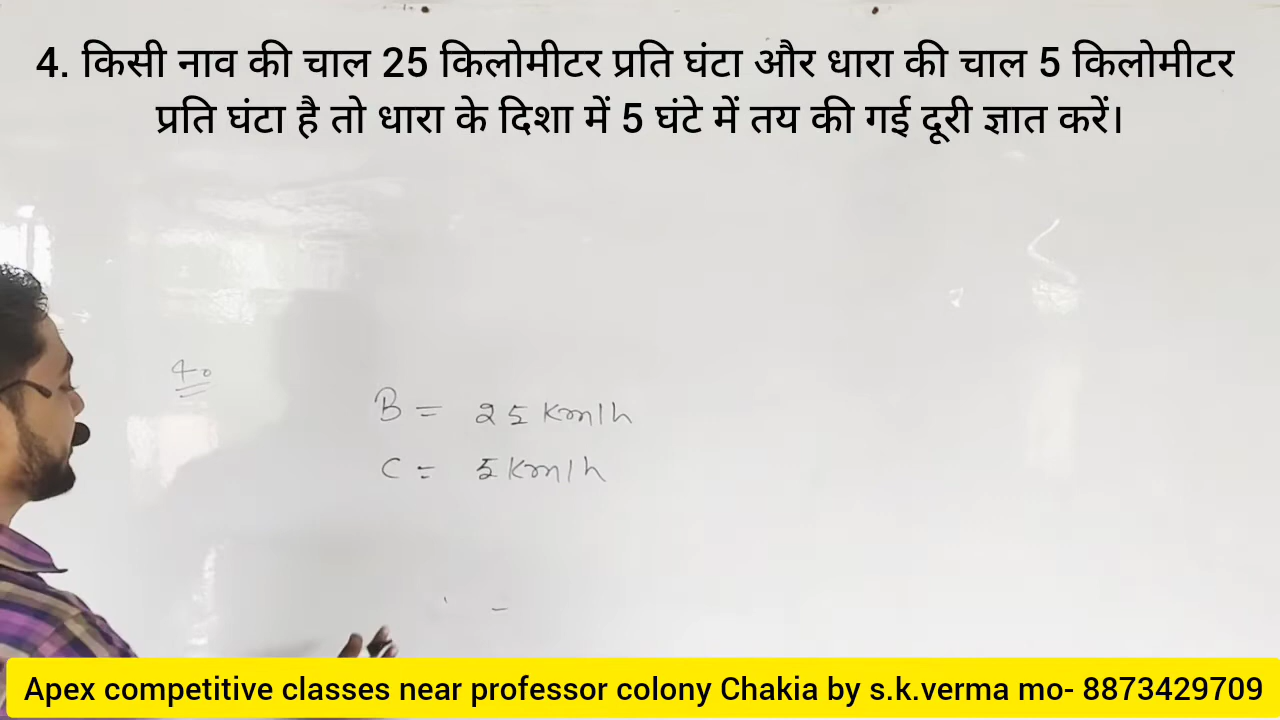 4. किसी नाव की चाल 25 किलोमीटर प्रति घंटा और धारा की चाल 5 किलोमीटर
प्रति घंटा है तो धारा के दिशा में 5 घंटे में तय की गई दूरी ज्ञात करें।
4.
B = 25 Km/h
C = 5 Km/h
Apex competitive classes near professor colony Chakia by s.k.verma mo- 8873429709